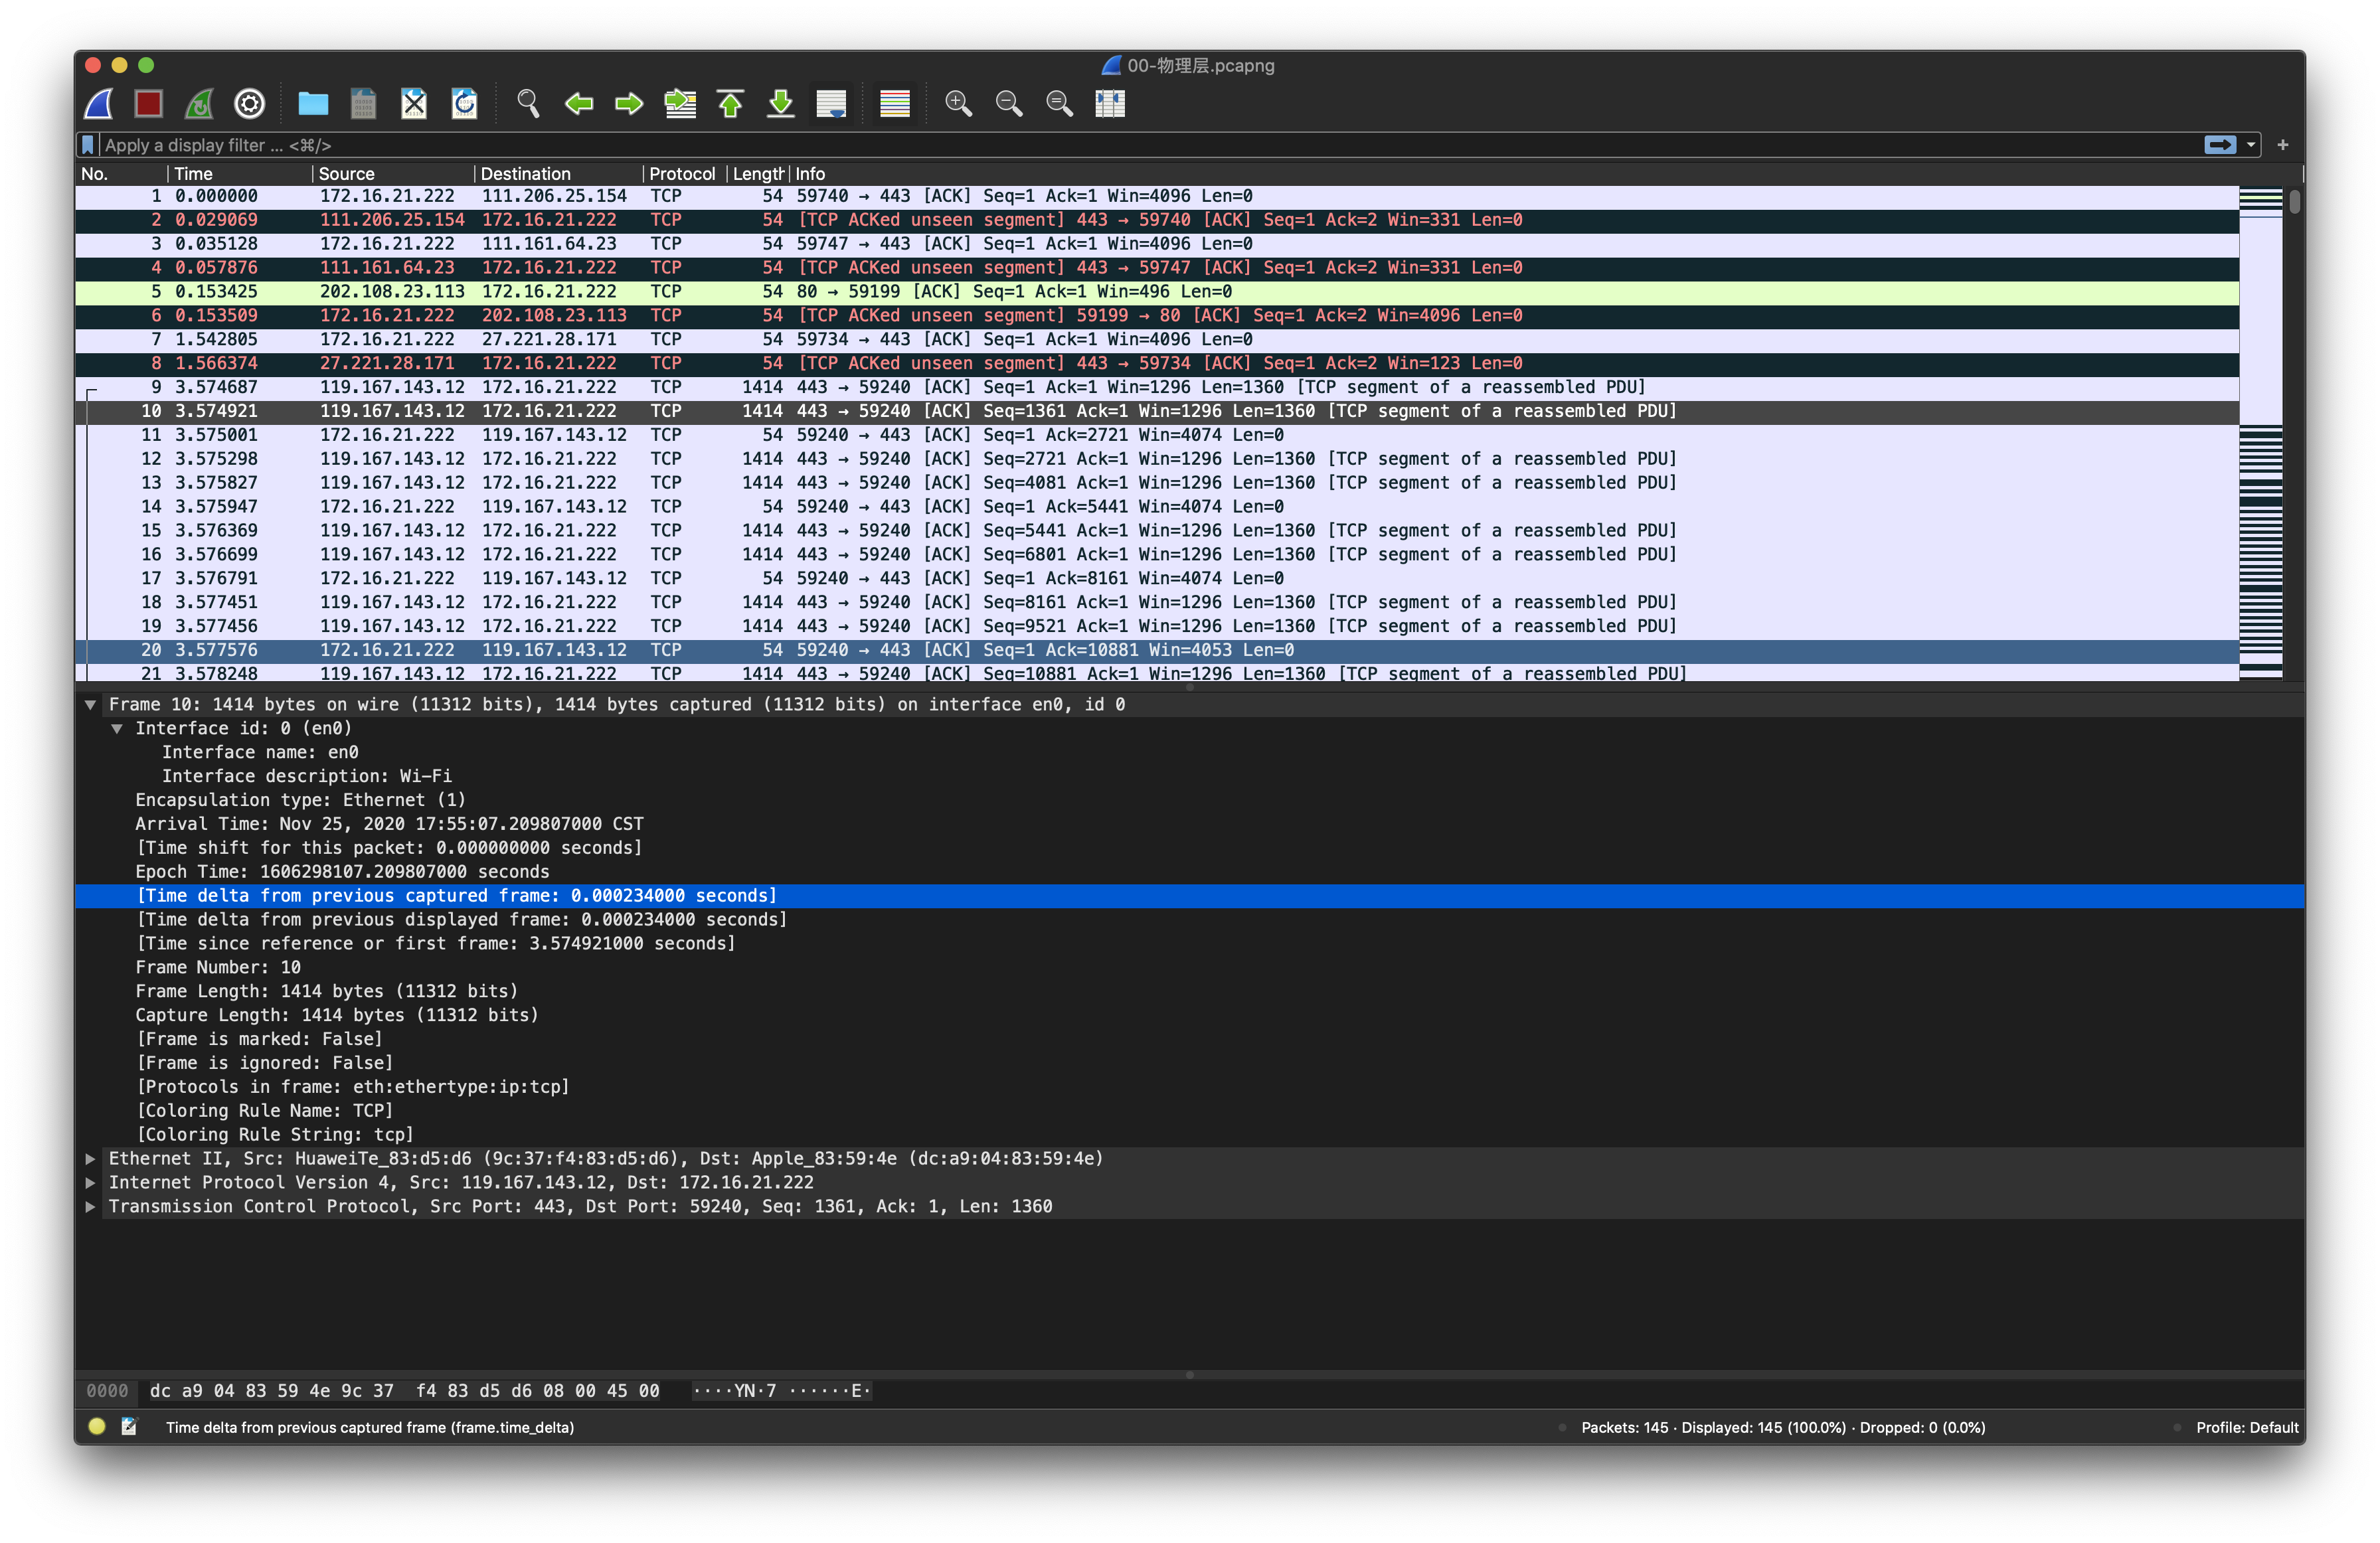 00-物理层.pcapng
Apply a display filter ... <⌘/>
+
No. Time Source Destination Protocol Length Info
1 0.000000 172.16.21.222 111.206.25.154 TCP 54 59740 → 443 [ACK] Seq=1 Ack=1 Win=4096 Len=0
2 0.029069 111.206.25.154 172.16.21.222 TCP 54 [TCP ACKed unseen segment] 443 → 59740 [ACK] Seq=1 Ack=2 Win=331 Len=0
3 0.035128 172.16.21.222 111.161.64.23 TCP 54 59747 → 443 [ACK] Seq=1 Ack=1 Win=4096 Len=0
4 0.057876 111.161.64.23 172.16.21.222 TCP 54 [TCP ACKed unseen segment] 443 → 59747 [ACK] Seq=1 Ack=2 Win=331 Len=0
5 0.153425 202.108.23.113 172.16.21.222 TCP 54 80 → 59199 [ACK] Seq=1 Ack=1 Win=496 Len=0
6 0.153509 172.16.21.222 202.108.23.113 TCP 54 [TCP ACKed unseen segment] 59199 → 80 [ACK] Seq=1 Ack=2 Win=4096 Len=0
7 1.542805 172.16.21.222 27.221.28.171 TCP 54 59734 → 443 [ACK] Seq=1 Ack=1 Win=4096 Len=0
8 1.566374 27.221.28.171 172.16.21.222 TCP 54 [TCP ACKed unseen segment] 443 → 59734 [ACK] Seq=1 Ack=2 Win=123 Len=0
9 3.574687 119.167.143.12 172.16.21.222 TCP 1414 443 → 59240 [ACK] Seq=1 Ack=1 Win=1296 Len=1360 [TCP segment of a reassembled PDU]
10 3.574921 119.167.143.12 172.16.21.222 TCP 1414 443 → 59240 [ACK] Seq=1361 Ack=1 Win=1296 Len=1360 [TCP segment of a reassembled PDU]
11 3.575001 172.16.21.222 119.167.143.12 TCP 54 59240 → 443 [ACK] Seq=1 Ack=2721 Win=4074 Len=0
12 3.575298 119.167.143.12 172.16.21.222 TCP 1414 443 → 59240 [ACK] Seq=2721 Ack=1 Win=1296 Len=1360 [TCP segment of a reassembled PDU]
13 3.575827 119.167.143.12 172.16.21.222 TCP 1414 443 → 59240 [ACK] Seq=4081 Ack=1 Win=1296 Len=1360 [TCP segment of a reassembled PDU]
14 3.575947 172.16.21.222 119.167.143.12 TCP 54 59240 → 443 [ACK] Seq=1 Ack=5441 Win=4074 Len=0
15 3.576369 119.167.143.12 172.16.21.222 TCP 1414 443 → 59240 [ACK] Seq=5441 Ack=1 Win=1296 Len=1360 [TCP segment of a reassembled PDU]
16 3.576699 119.167.143.12 172.16.21.222 TCP 1414 443 → 59240 [ACK] Seq=6801 Ack=1 Win=1296 Len=1360 [TCP segment of a reassembled PDU]
17 3.576791 172.16.21.222 119.167.143.12 TCP 54 59240 → 443 [ACK] Seq=1 Ack=8161 Win=4074 Len=0
18 3.577451 119.167.143.12 172.16.21.222 TCP 1414 443 → 59240 [ACK] Seq=8161 Ack=1 Win=1296 Len=1360 [TCP segment of a reassembled PDU]
19 3.577456 119.167.143.12 172.16.21.222 TCP 1414 443 → 59240 [ACK] Seq=9521 Ack=1 Win=1296 Len=1360 [TCP segment of a reassembled PDU]
20 3.577576 172.16.21.222 119.167.143.12 TCP 54 59240 → 443 [ACK] Seq=1 Ack=10881 Win=4053 Len=0
21 3.578248 119.167.143.12 172.16.21.222 TCP 1414 443 → 59240 [ACK] Seq=10881 Ack=1 Win=1296 Len=1360 [TCP segment of a reassembled PDU]
Frame 10: 1414 bytes on wire (11312 bits), 1414 bytes captured (11312 bits) on interface en0, id 0
Interface id: 0 (en0)
Interface name: en0
Interface description: Wi-Fi
Encapsulation type: Ethernet (1)
Arrival Time: Nov 25, 2020 17:55:07.209807000 CST
[Time shift for this packet: 0.000000000 seconds]
Epoch Time: 1606298107.209807000 seconds
[Time delta from previous captured frame: 0.000234000 seconds]
[Time delta from previous displayed frame: 0.000234000 seconds]
[Time since reference or first frame: 3.574921000 seconds]
Frame Number: 10
Frame Length: 1414 bytes (11312 bits)
Capture Length: 1414 bytes (11312 bits)
[Frame is marked: False]
[Frame is ignored: False]
[Protocols in frame: eth:ethertype:ip:tcp]
[Coloring Rule Name: TCP]
[Coloring Rule String: tcp]
Ethernet II, Src: HuaweiTe_83:d5:d6 (9c:37:f4:83:d5:d6), Dst: Apple_83:59:4e (dc:a9:04:83:59:4e)
Internet Protocol Version 4, Src: 119.167.143.12, Dst: 172.16.21.222
Transmission Control Protocol, Src Port: 443, Dst Port: 59240, Seq: 1361, Ack: 1, Len: 1360
0000 dc a9 04 83 59 4e 9c 37 f4 83 d5 d6 08 00 45 00 ····YN·7 ······E·
Time delta from previous captured frame (frame.time_delta) Packets: 145 · Displayed: 145 (100.0%) · Dropped: 0 (0.0%) Profile: Default